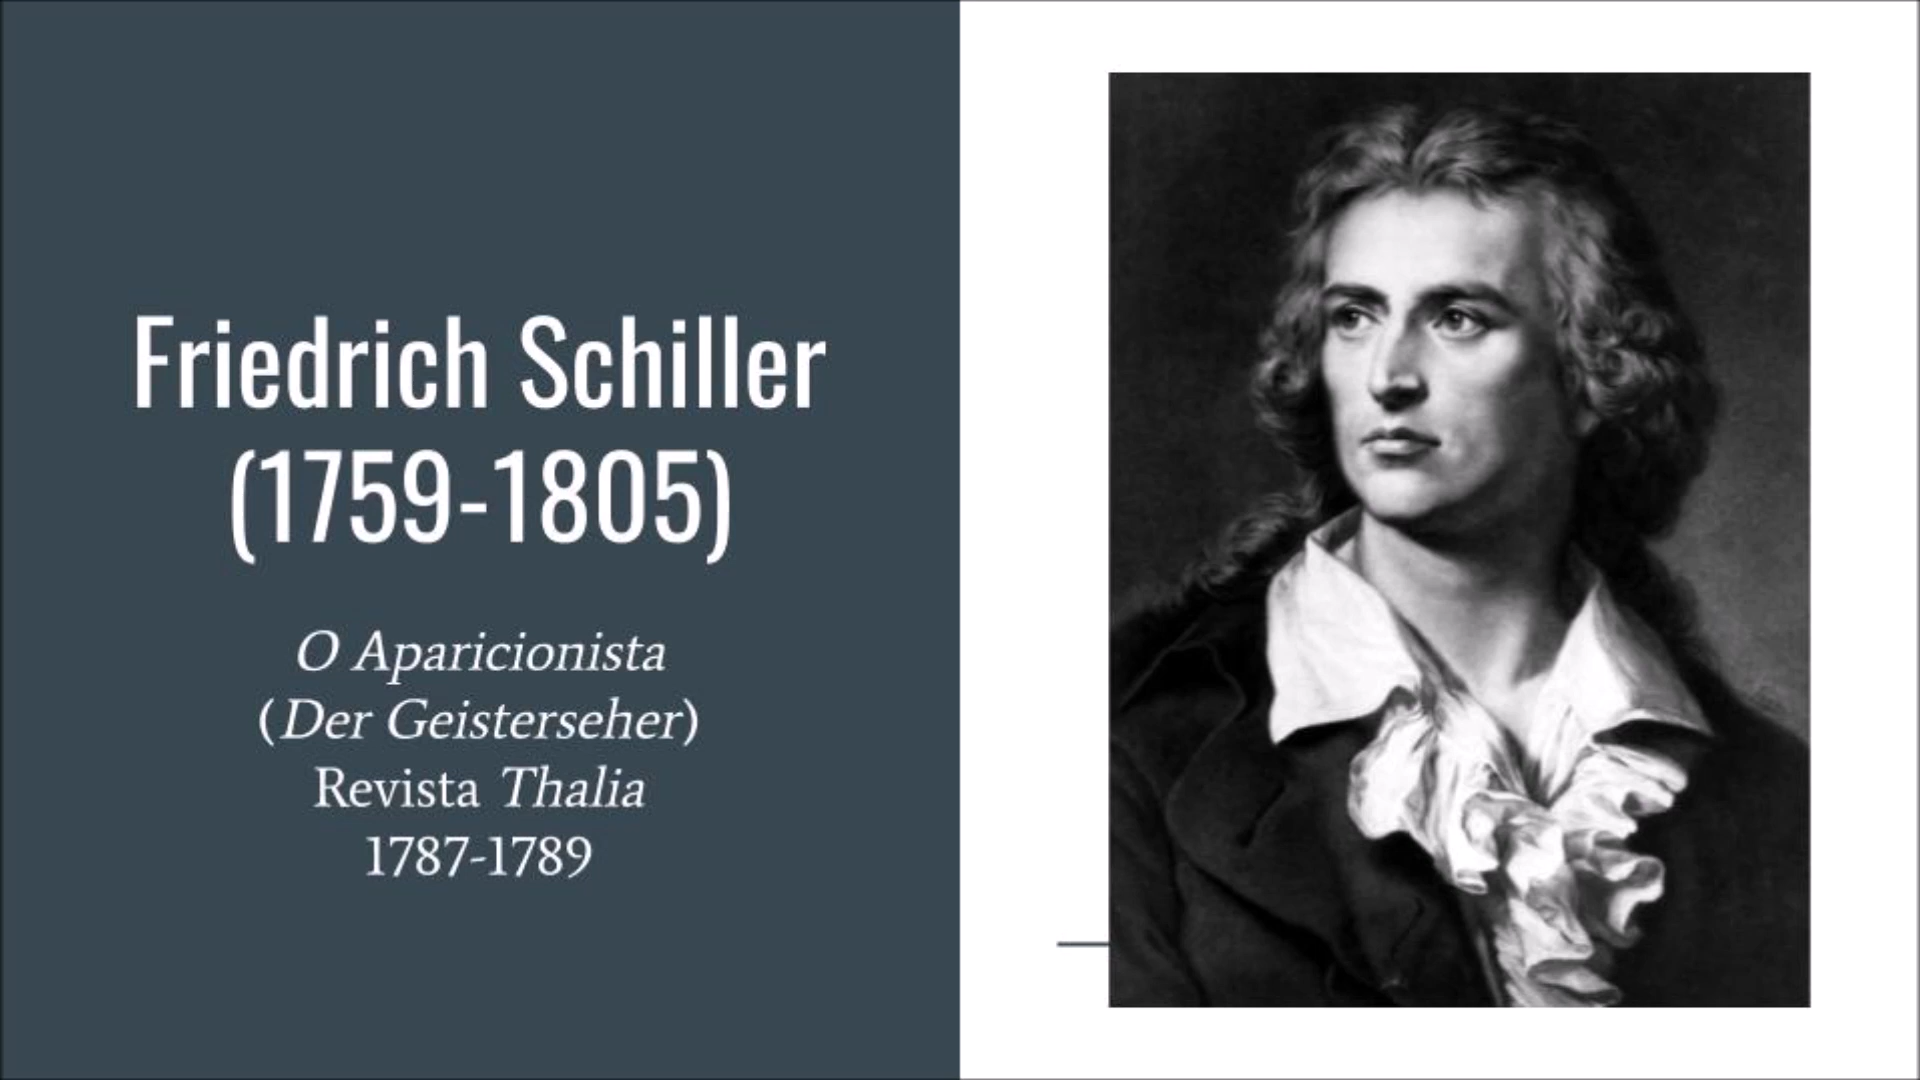 Friedrich Schiller
(1759-1805)
O Aparicionista
(Der Geisterseher)
Revista Thalia
1787-1789